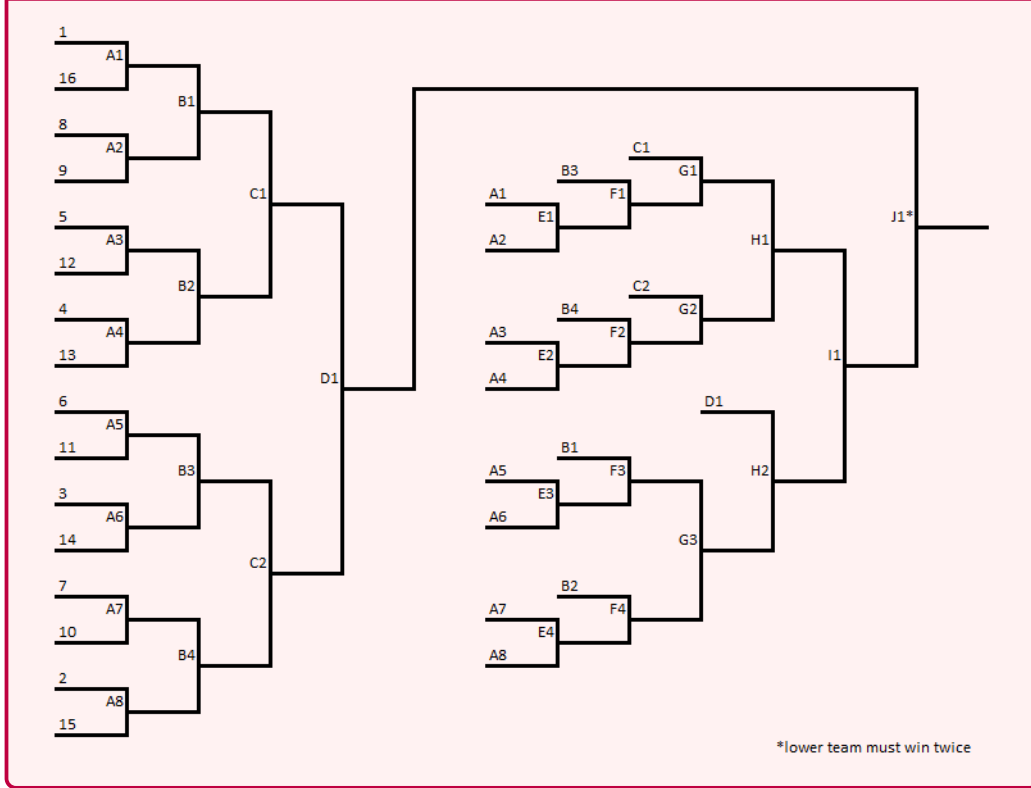 1
A1
16
B1
8
A2
9
C1
5
A3
12
B2
4
A4
13
D1
6
A5
11
B3
3
A6
14
C2
7
A7
10
B4
2
A8
15
C1
G1
B3
F1
A1
E1
A2
H1
C2
G2
B4
F2
A3
E2
A4
I1
J1*
D1
H2
B1
F3
A5
E3
A6
G3
B2
F4
A7
E4
A8
*lower team must win twice